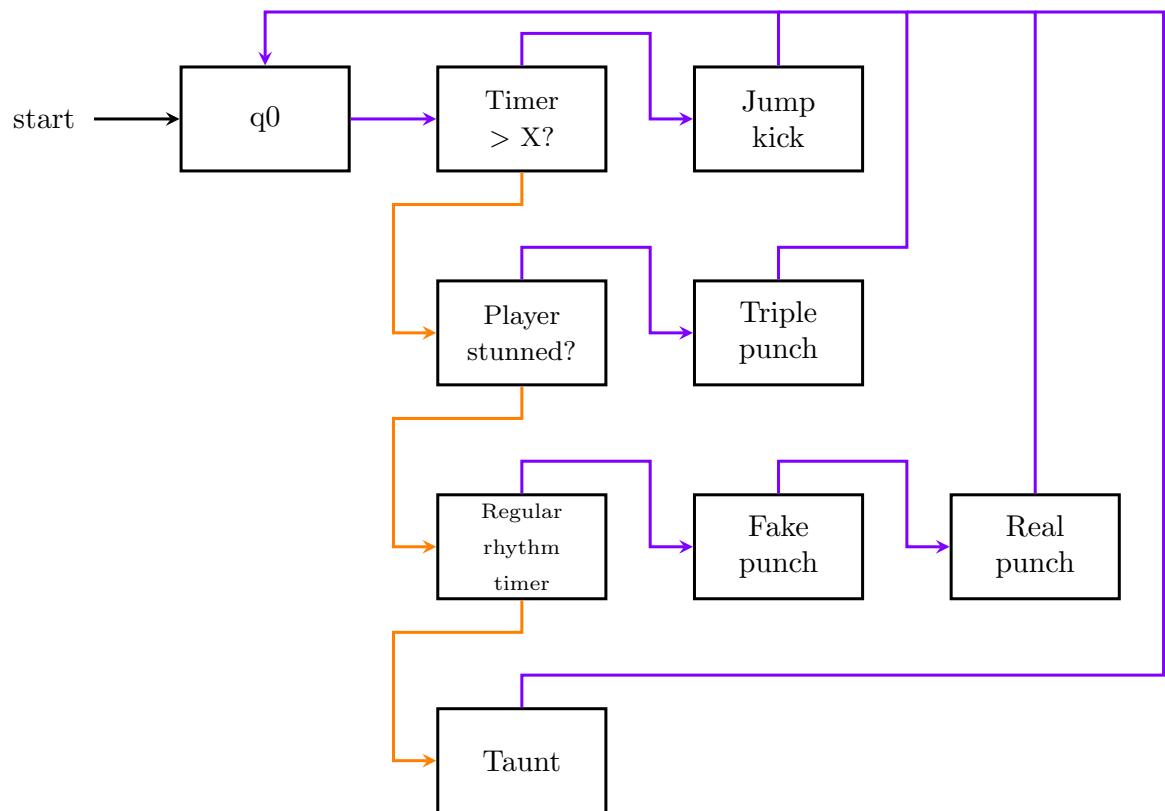 start
q0
Timer
> X?
Jump
kick
Player
stunned?
Triple
punch
Regular
rhythm
timer
Fake
punch
Real
punch
Taunt